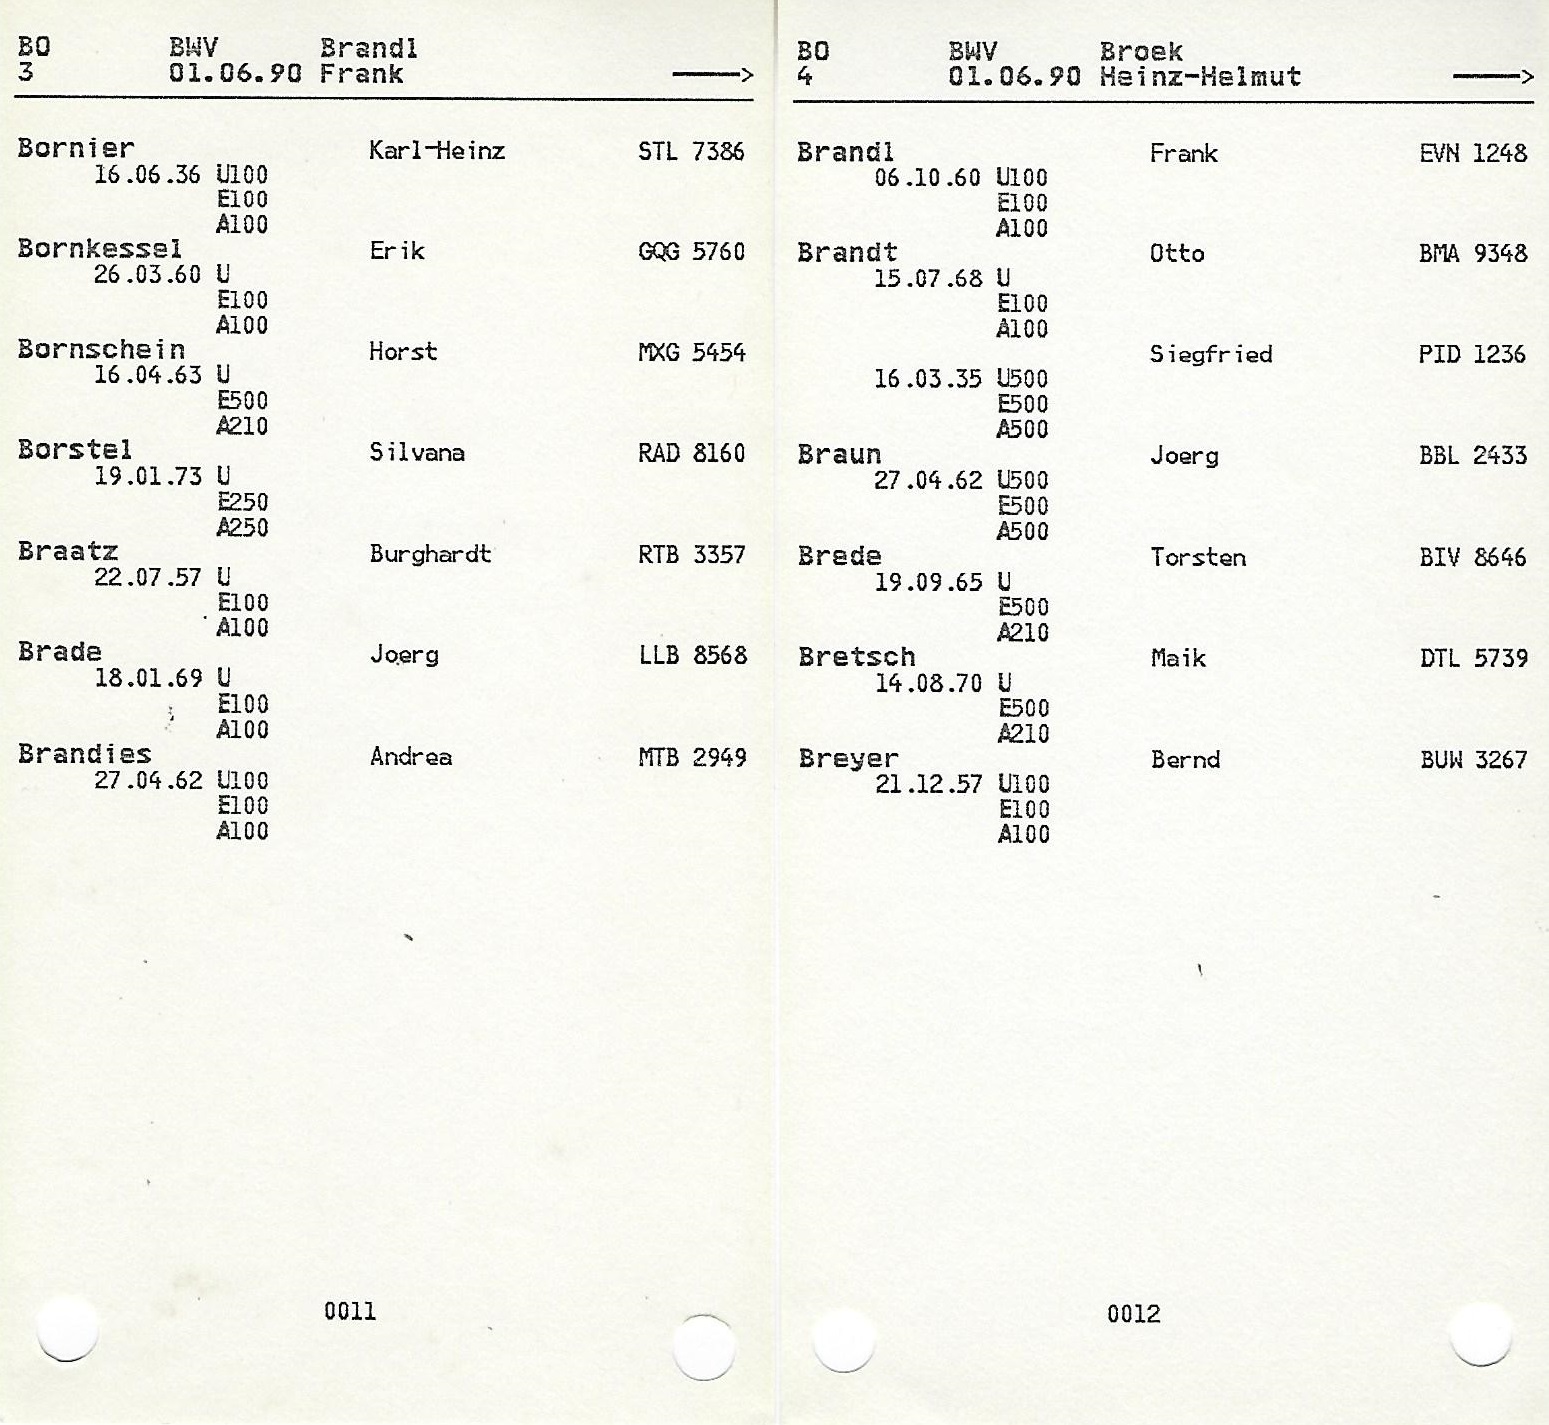 BO BWV Brandl
3 01.06.90 Frank --->
Bornier Karl-Heinz STL 7386
16.06.36 U100
E100
A100
Bornkessel Erik GQG 5760
26.03.60 U
E100
A100
Bornschein Horst MXG 5454
16.04.63 U
E500
A210
Borstel Silvana RAD 8160
19.01.73 U
E250
A250
Braatz Burghardt RTB 3357
22.07.57 U
E100
A100
Brade Joerg LLB 8568
18.01.69 U
E100
A100
Brandies Andrea MTB 2949
27.04.62 U100
E100
A100
0011
BO BWV Broek
4 01.06.90 Heinz-Helmut --->
Brandl Frank EVN 1248
06.10.60 U100
E100
A100
Brandt Otto BMA 9348
15.07.68 U
E100
A100
Siegfried PID 1236
16.03.35 U500
E500
A500
Braun Joerg BBL 2433
27.04.62 U500
E500
A500
Brede Torsten BIV 8646
19.09.65 U
E500
A210
Bretsch Maik DTL 5739
14.08.70 U
E500
A210
Breyer Bernd BUW 3267
21.12.57 U100
E100
A100
0012